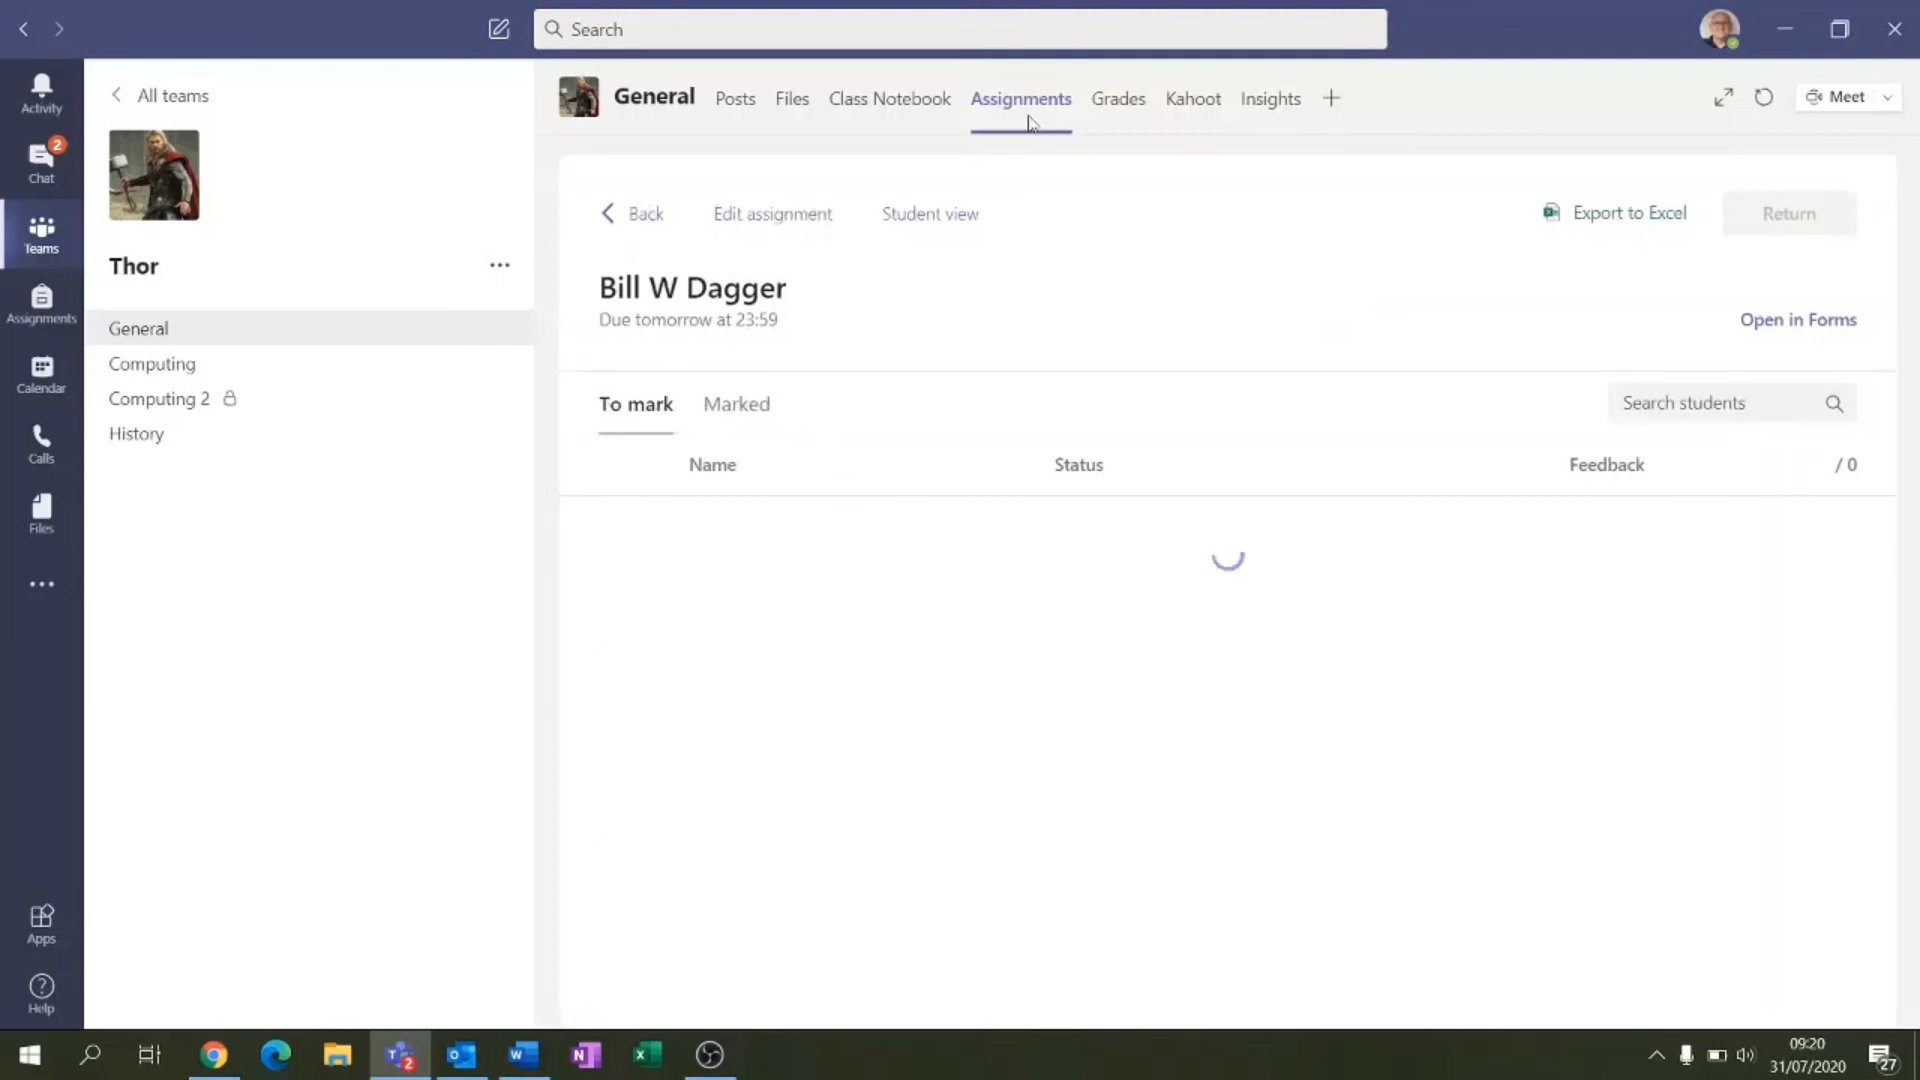 Search
Activity
2
Chat
Teams
Assignments
Calendar
Calls
Files
Apps
Help
All teams
Thor
General
Computing
Computing 2
History
General Posts Files Class Notebook Assignments Grades Kahoot Insights
Meet
Back Edit assignment Student view
Export to Excel Return
Bill W Dagger
Due tomorrow at 23:59
Open in Forms
To mark Marked
Search students
Name Status Feedback / 0
2
09:20
31/07/2020
27